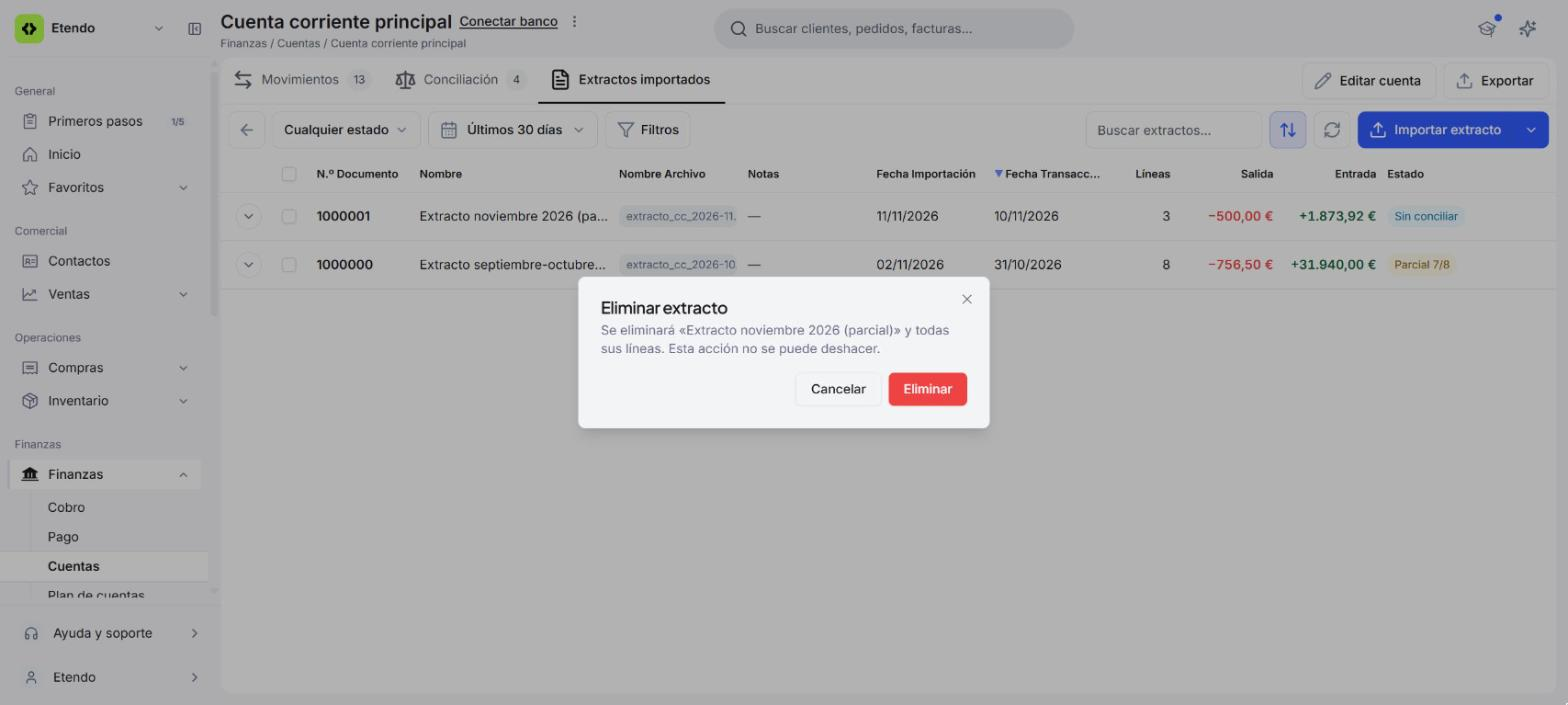 Etendo
Cuenta corriente principal Conectar banco
Finanzas / Cuentas / Cuenta corriente principal
Buscar clientes, pedidos, facturas...
General
Primeros pasos 1/5
Inicio
Favoritos
Comercial
Contactos
Ventas
Operaciones
Compras
Inventario
Finanzas
Finanzas
Cobro
Pago
Cuentas
Plan de cuentas
Ayuda y soporte
Etendo
Movimientos 13 Conciliación 4 Extractos importados
Editar cuenta Exportar
Cualquier estado Últimos 30 días Filtros Buscar extractos... Importar extracto
N.º Documento Nombre Nombre Archivo Notas Fecha Importación Fecha Transacc... Líneas Salida Entrada Estado
1000001 Extracto noviembre 2026 (pa... extracto_cc_2026-11. — 11/11/2026 10/11/2026 3 −500,00 € +1.873,92 € Sin conciliar
1000000 Extracto septiembre-octubre... extracto_cc_2026-10 — 02/11/2026 31/10/2026 8 −756,50 € +31.940,00 € Parcial 7/8
Eliminar extracto
Se eliminará «Extracto noviembre 2026 (parcial)» y todas
sus líneas. Esta acción no se puede deshacer.
Cancelar Eliminar